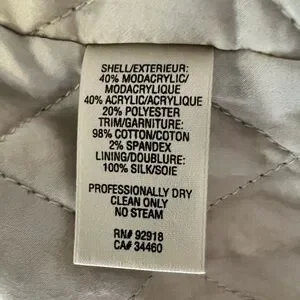 SHELL/EXTERIEUR:
40% MODACRYLIC/
MODACRYLIQUE
40% ACRYLIC/ACRYLIQUE
20% POLYESTER
TRIM/GARNITURE:
98% COTTON/COTON
2% SPANDEX
LINING/DOUBLURE:
100% SILK/SOIE
PROFESSIONALLY DRY
CLEAN ONLY
NO STEAM
RN# 92918
CA# 34460